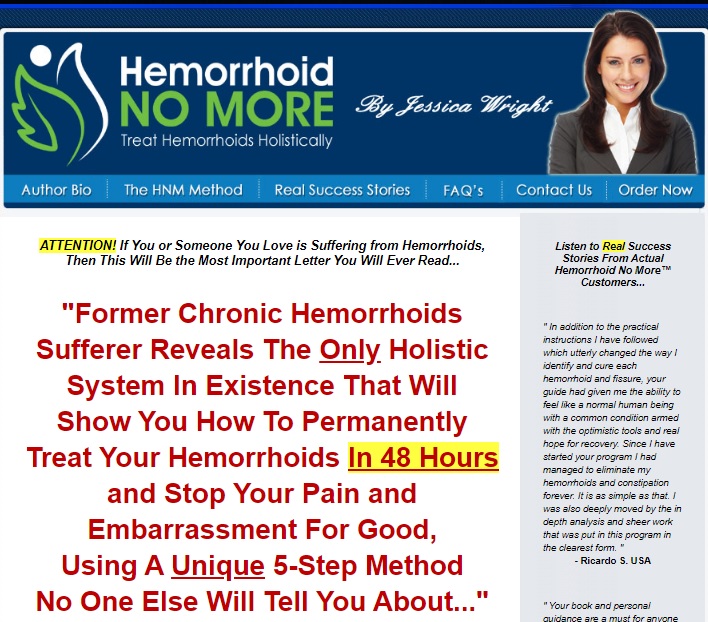 Hemorrhoid
NO MORE
Treat Hemorrhoids Holistically
By Jessica Wright
Author Bio
The HNM Method
Real Success Stories
FAQ's
Contact Us
Order Now
ATTENTION! If You or Someone You Love is Suffering from Hemorrhoids,
Then This Will Be the Most Important Letter You Will Ever Read...
"Former Chronic Hemorrhoids
Sufferer Reveals The Only Holistic
System In Existence That Will
Show You How To Permanently
Treat Your Hemorrhoids In 48 Hours
and Stop Your Pain and
Embarrassment For Good,
Using A Unique 5-Step Method
No One Else Will Tell You About..."
Listen to Real Success
Stories From Actual
Hemorrhoid No More™
Customers...
" In addition to the practical
instructions I have followed
which utterly changed the way I
identify and cure each
hemorrhoid and fissure, your
guide had given me the ability to
feel like a normal human being
with a common condition armed
with the optimistic tools and real
hope for recovery. Since I have
started your program I had
managed to eliminate my
hemorrhoids and constipation
forever. It is as simple as that. I
was also deeply moved by the in
depth analysis and sheer work
that was put in this program in
the clearest form. "
- Ricardo S. USA
" Your book and personal
guidance are a must for anyone